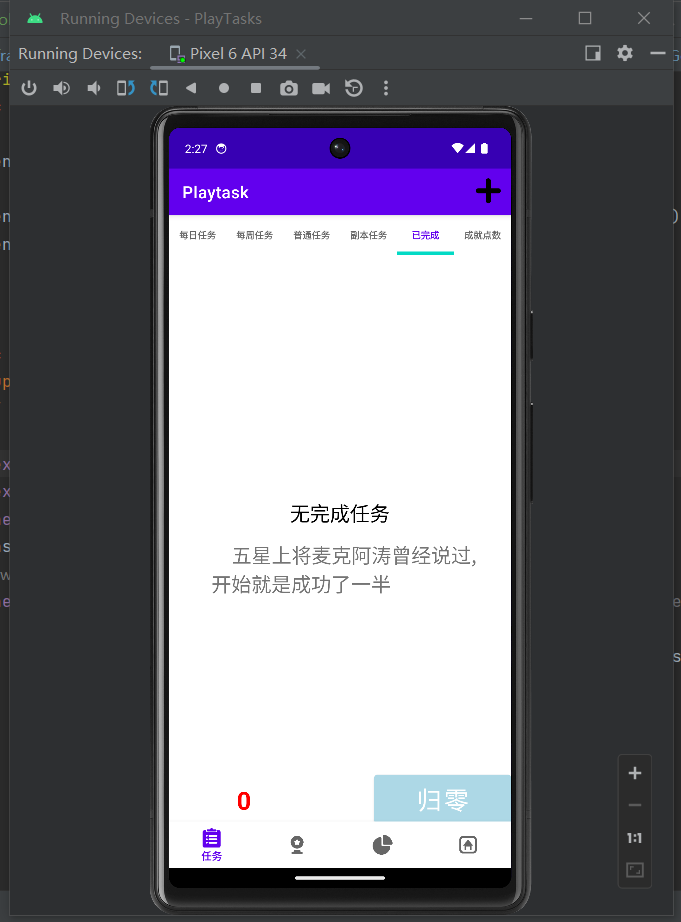 Running Devices - PlayTasks
Running Devices: Pixel 6 API 34
2:27
Playtask
每日任务 每周任务 普通任务 副本任务 已完成 成就点数
无完成任务
五星上将麦克阿涛曾经说过,
开始就是成功了一半
0 归零
任务
1:1